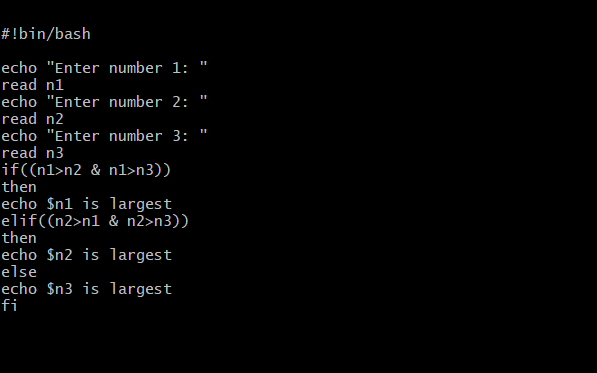 #!bin/bash
echo "Enter number 1: "
read n1
echo "Enter number 2: "
read n2
echo "Enter number 3: "
read n3
if((n1>n2 & n1>n3))
then
echo $n1 is largest
elif((n2>n1 & n2>n3))
then
echo $n2 is largest
else
echo $n3 is largest
fi